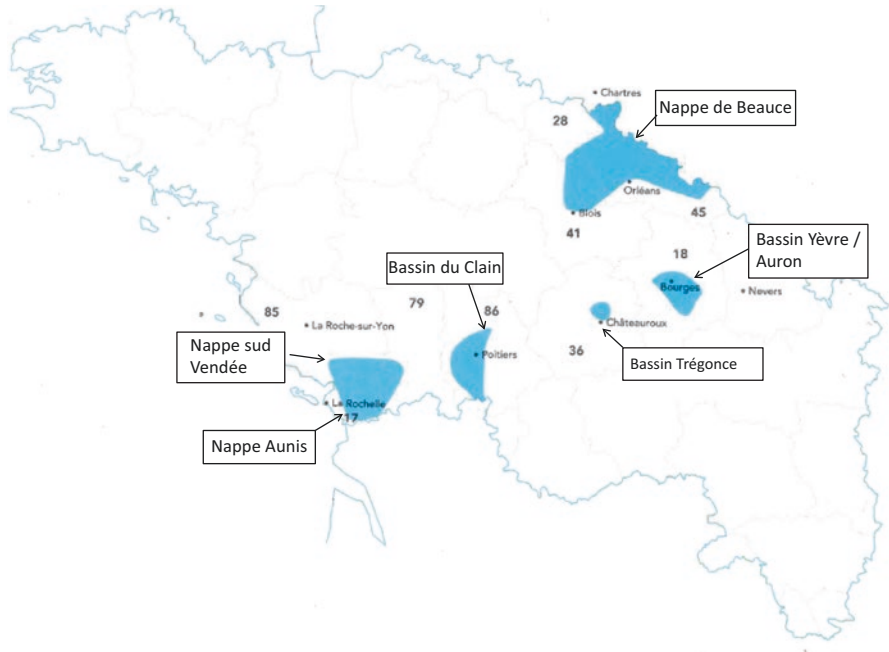 Chartres
Nappe de Beauce
28
Orléans
Blois
45
41
Bassin Yèvre /
Auron
18
Bassin du Clain
Bourges
Nevers
79
85
86
La Roche-sur-Yon
Châteauroux
Nappe sud
Vendée
Poitiers
36
Bassin Trégonce
La Rochelle
17
Nappe Aunis